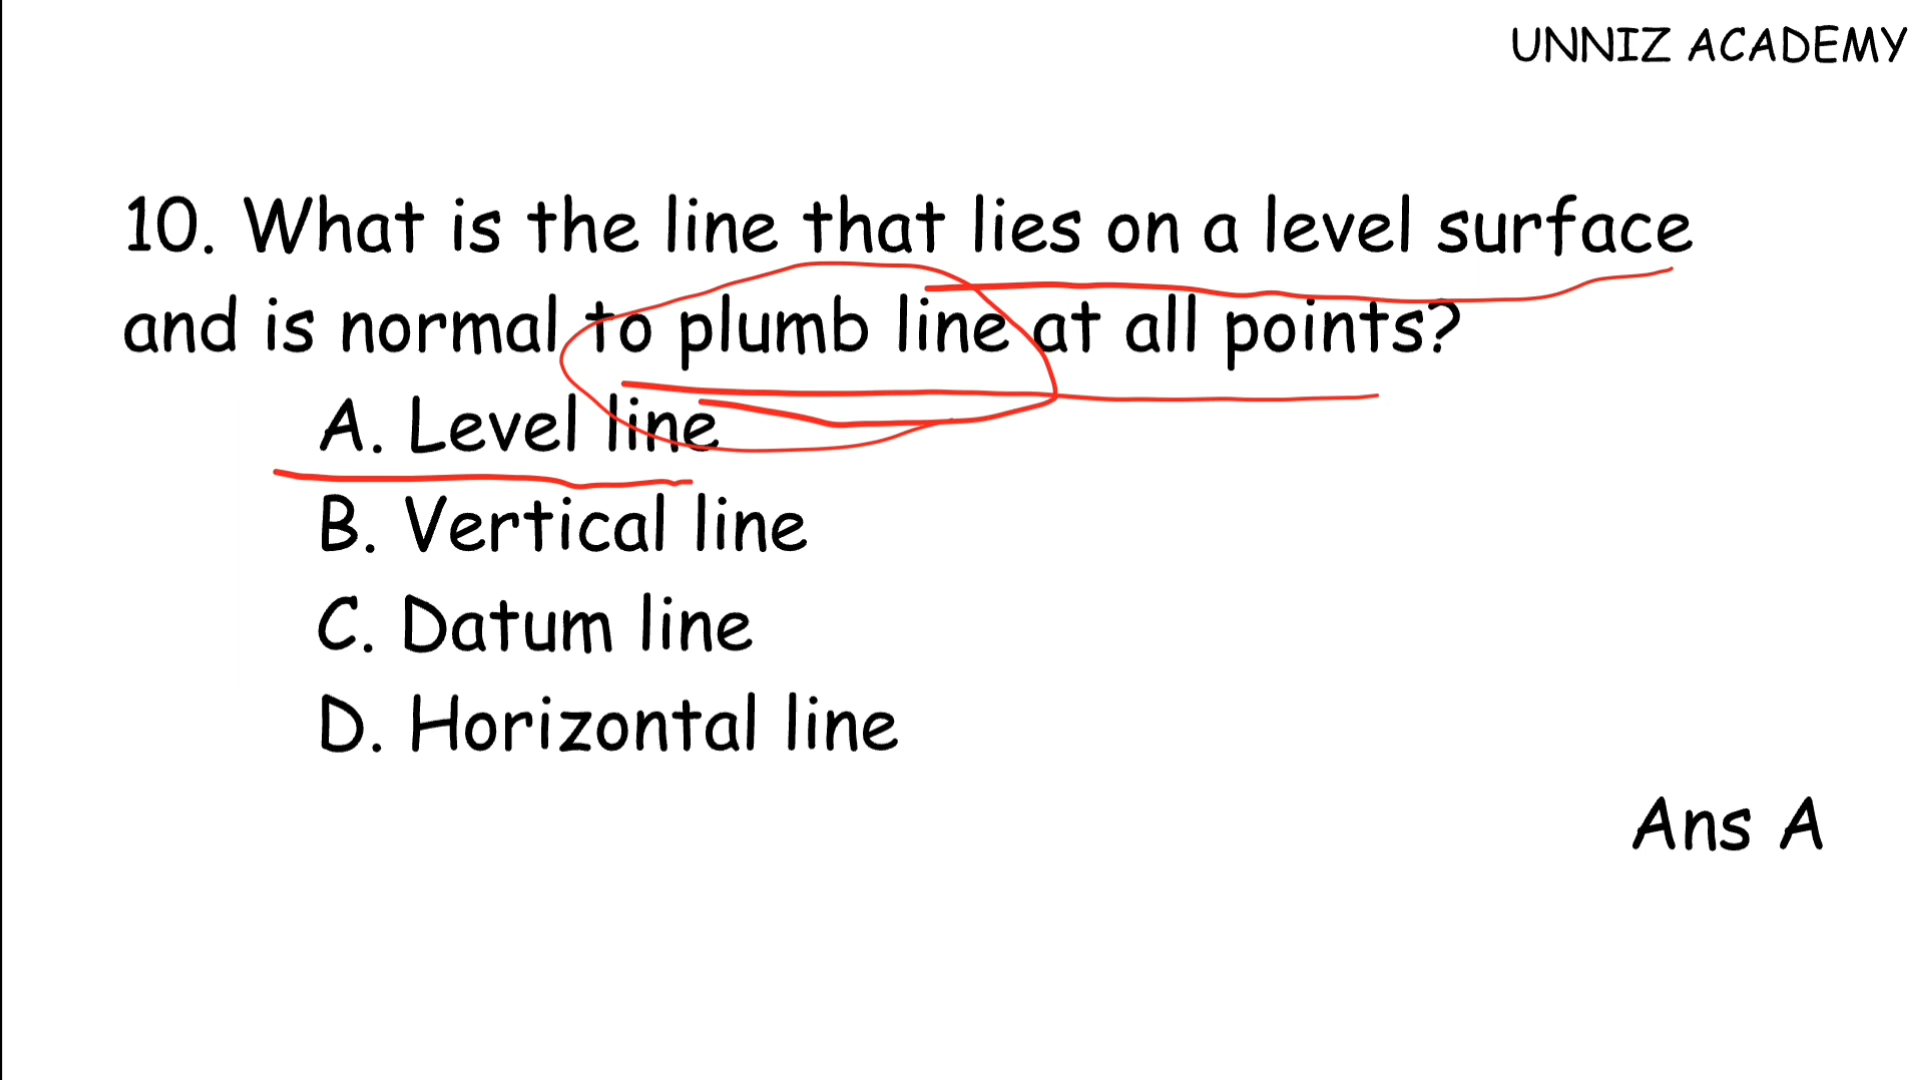 UNNIZ ACADEMY
10. What is the line that lies on a level surface
and is normal to plumb line at all points?
A. Level line
B. Vertical line
C. Datum line
D. Horizontal line
Ans A